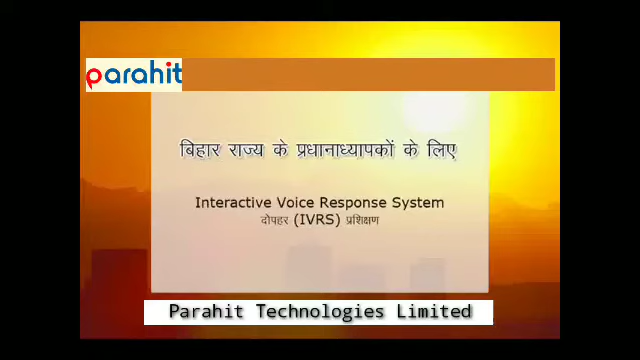 parahit
बिहार राज्य के प्रधानाध्यापकों के लिए
Interactive Voice Response System
दोपहर (IVRS) प्रशिक्षण
Parahit Technologies Limited